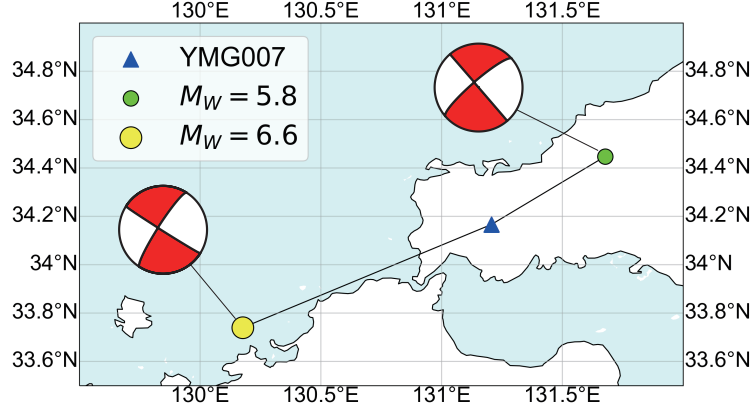 130°E 130.5°E 131°E 131.5°E
34.8°N 34.8°N
34.6°N 34.6°N
34.4°N 34.4°N
34.2°N 34.2°N
34°N 34°N
33.8°N 33.8°N
33.6°N 33.6°N
130°E 130.5°E 131°E 131.5°E
YMG007
M_W = 5.8
M_W = 6.6